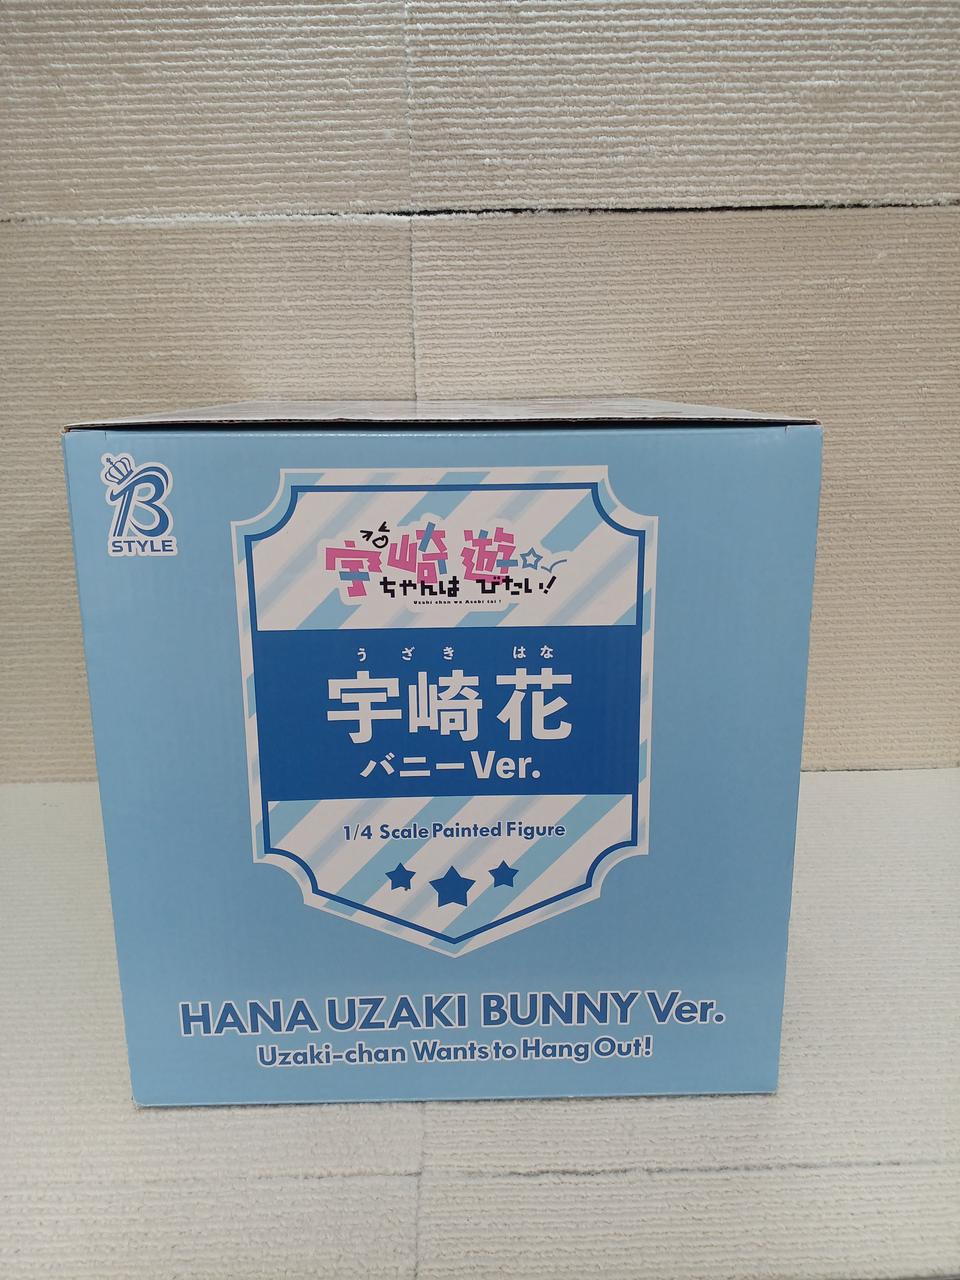 B
STYLE
宇崎ちゃんは遊びたい!
Uzaki chan wa Asobi tai !
うざき はな
宇崎 花
バニーVer.
1/4 Scale Painted Figure
HANA UZAKI BUNNY Ver.
Uzaki-chan Wants to Hang Out!